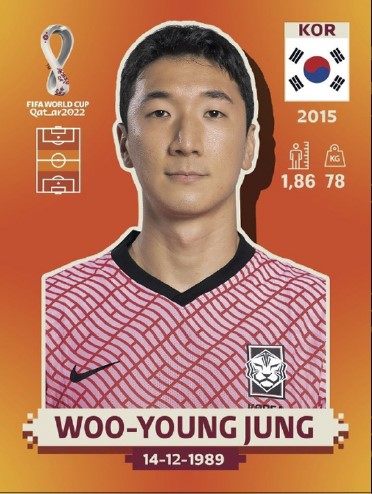 KOR
FIFA WORLD CUP
Qatar2022
2015
KG
1,86 78
WOO-YOUNG JUNG
14-12-1989